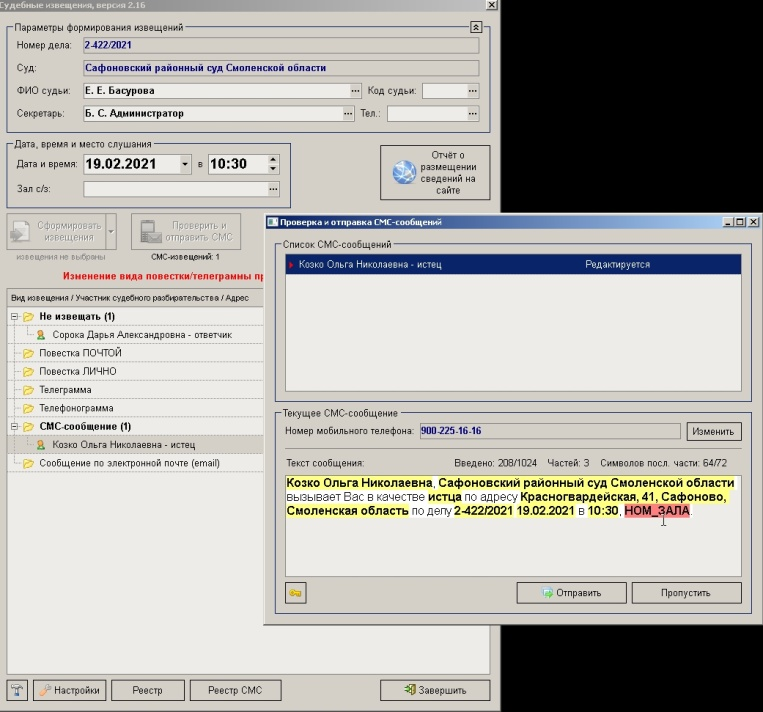 Судебные извещения, версия 2.16
Параметры формирования извещений
Номер дела: 2-422/2021
Суд: Сафоновский районный суд Смоленской области
ФИО судьи: Е. Е. Басурова ... Код судьи: ...
Секретарь: Б. С. Администратор ... Тел.: ...
Дата, время и место слушания
Дата и время: 19.02.2021 в 10:30
Зал с/з: ...
Отчёт о
размещении
сведений на
сайте
Сформировать
извещения
извещения не выбраны
Проверить и
отправить СМС
СМС-извещений: 1
Изменение вида повестки/телеграммы
Вид извещения / Участник судебного разбирательства / Адрес
Не извещать (1)
Сорока Дарья Александровна - ответчик
Повестка ПОЧТОЙ
Повестка ЛИЧНО
Телеграмма
Телефонограмма
СМС-сообщение (1)
Козко Ольга Николаевна - истец
Сообщение по электронной почте (email)
Настройки
Реестр
Реестр СМС
Завершить
Проверка и отправка СМС-сообщений
Список СМС-сообщений
Козко Ольга Николаевна - истец Редактируется
Текущее СМС-сообщение
Номер мобильного телефона: 900-225-16-16 Изменить
Текст сообщения: Введено: 208/1024 Частей: 3 Символов посл. части: 64/72
Козко Ольга Николаевна, Сафоновский районный суд Смоленской области
вызывает Вас в качестве истца по адресу Красногвардейская, 41, Сафоново,
Смоленская область по делу 2-422/2021 19.02.2021 в 10:30, НОМ_ЗАЛА.
Отправить
Пропустить